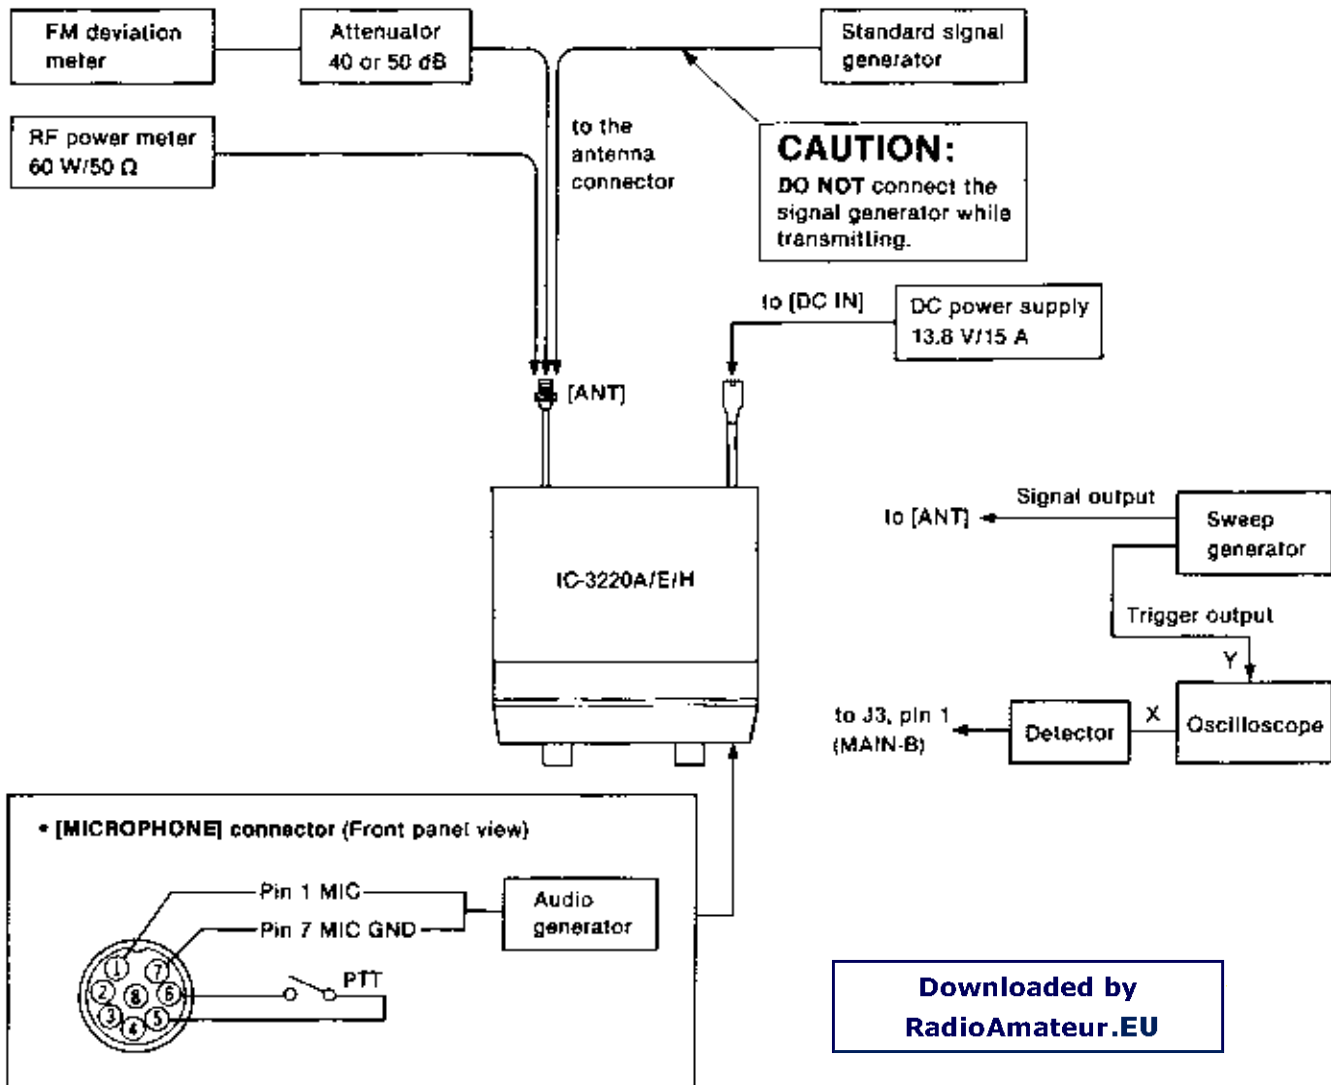 FM deviation
meter
Attenuator
40 or 50 dB
Standard signal
generator
RF power meter
60 W/50 Ω
to the
antenna
connector
CAUTION:
DO NOT connect the
signal generator while
transmitting.
to [DC IN]
DC power supply
13.8 V/15 A
[ANT]
IC-3220A/E/H
to [ANT]
Signal output
Sweep
generator
Trigger output
Y
to J3, pin 1
(MAIN-B)
Detector
X
Oscilloscope
• [MICROPHONE] connector (Front panel view)
Pin 1 MIC
Pin 7 MIC GND
Audio
generator
PTT
1
7
2
8
6
3
4
5
Downloaded by
RadioAmateur.EU